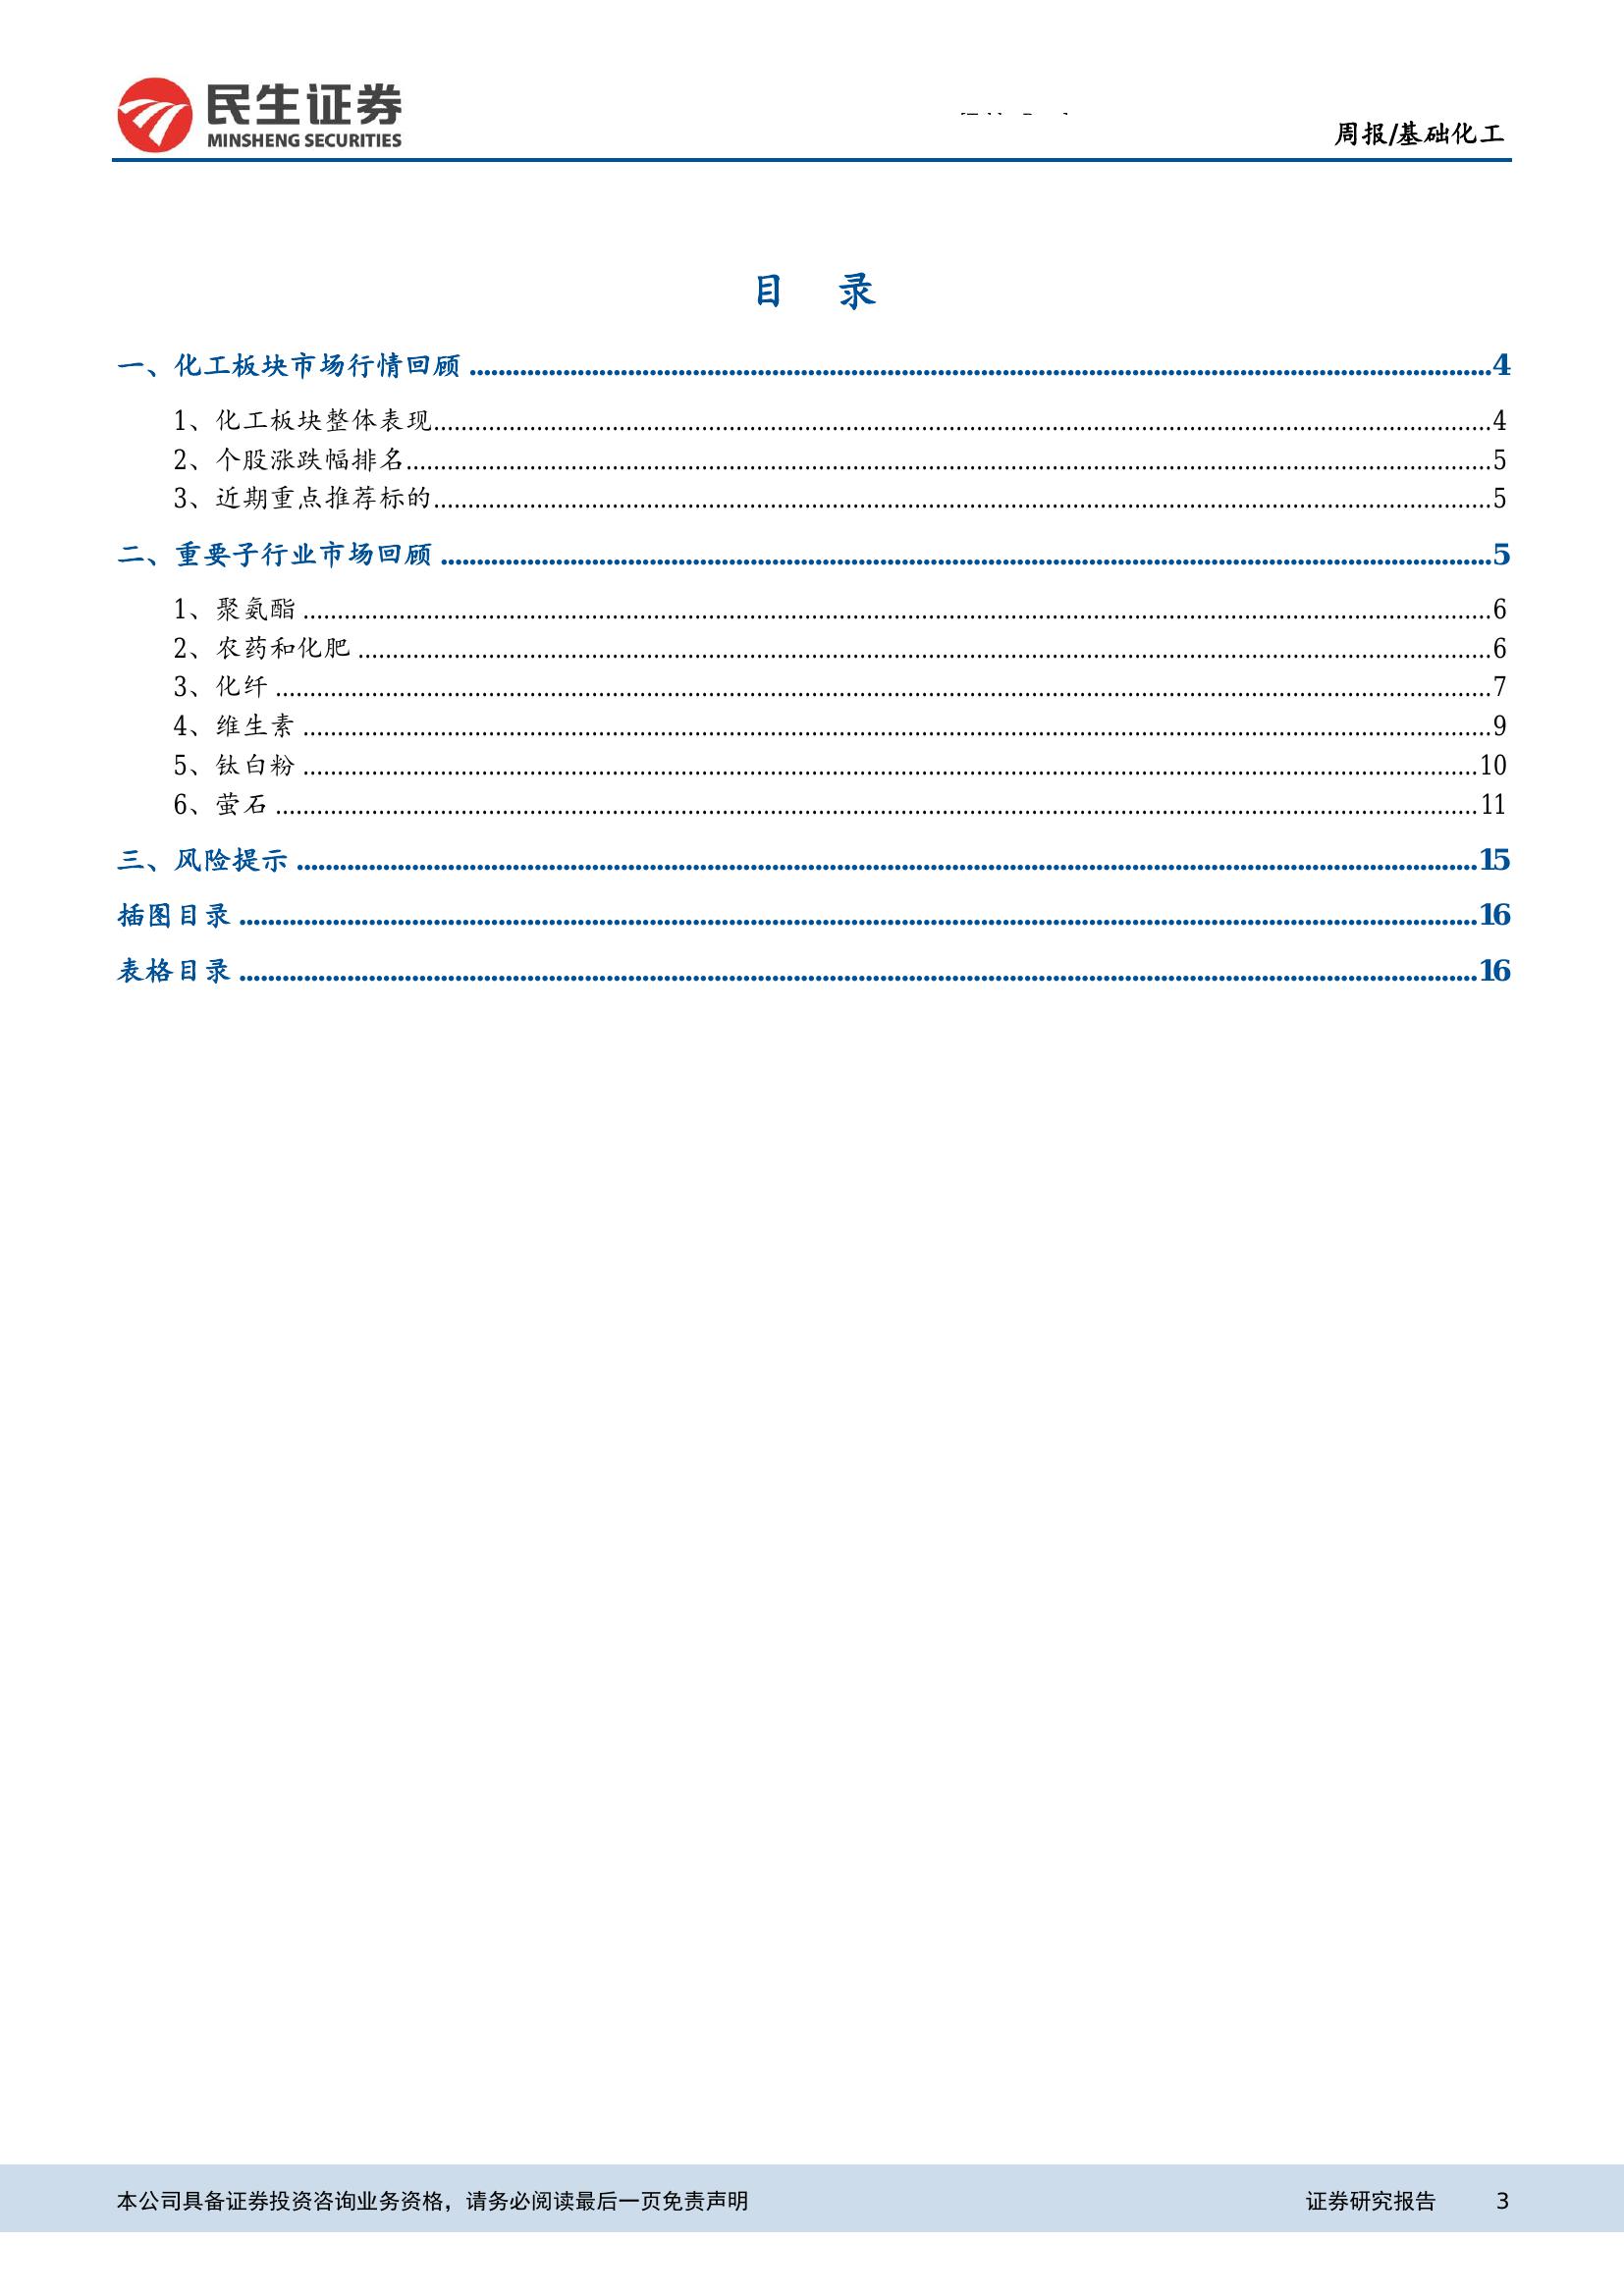 民生证券
MINSHENG SECURITIES
周报/基础化工
目 录
一、化工板块市场行情回顾 ........................................ 4
1、化工板块整体表现 ........................................ 4
2、个股涨跌幅排名 ........................................ 5
3、近期重点推荐标的 ........................................ 5
二、重要子行业市场回顾 ........................................ 5
1、聚氨酯 ........................................ 6
2、农药和化肥 ........................................ 6
3、化纤 ........................................ 7
4、维生素 ........................................ 9
5、钛白粉 ........................................ 10
6、萤石 ........................................ 11
三、风险提示 ........................................ 15
插图目录 ........................................ 16
表格目录 ........................................ 16
本公司具备证券投资咨询业务资格，请务必阅读最后一页免责声明 证券研究报告 3